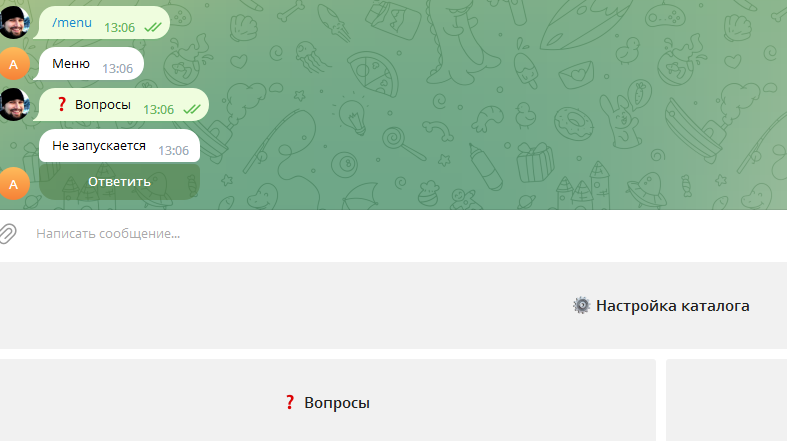 /menu 13:06
A
Меню 13:06
❓ Вопросы 13:06
Не запускается 13:06
A
Ответить
Написать сообщение...
⚙ Настройка каталога
❓ Вопросы